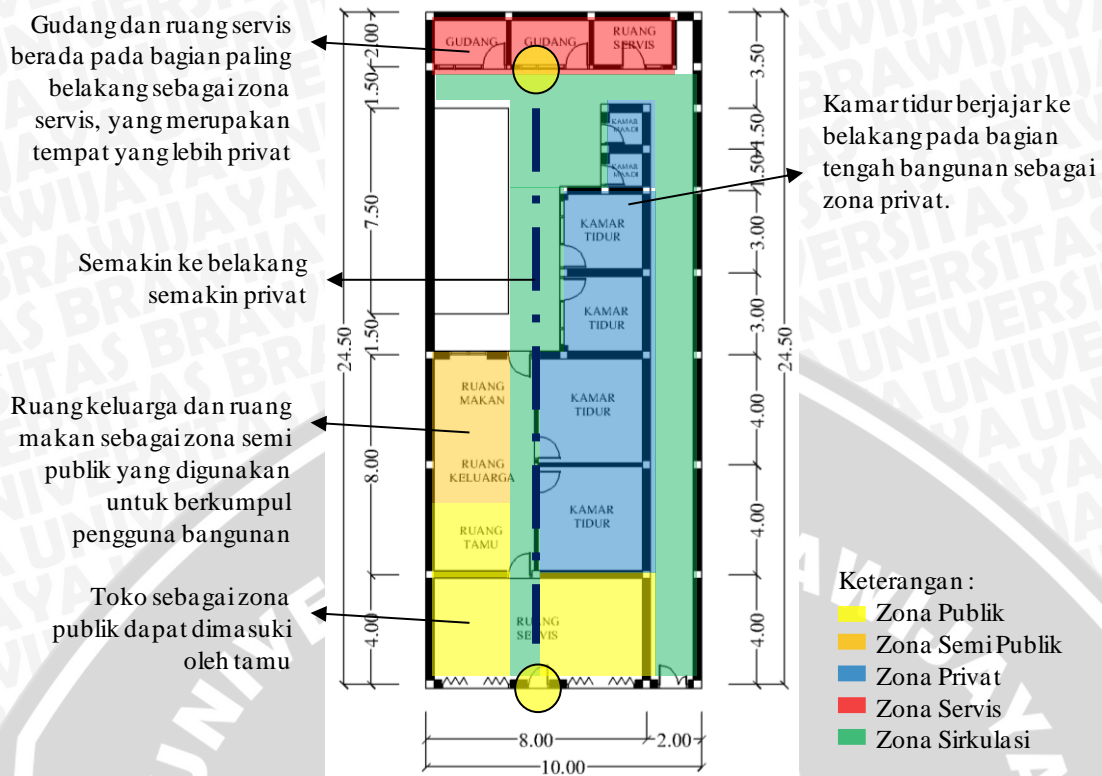 Gudang dan ruang servis
berada pada bagian paling
belakang sebagai zona
servis, yang merupakan
tempat yang lebih privat
Semakin ke belakang
semakin privat
Ruang keluarga dan ruang
makan sebagai zona semi
publik yang digunakan
untuk berkumpul
pengguna bangunan
Toko sebagai zona
publik dapat dimasuki
oleh tamu
24.50
2.00
1.50
7.50
1.50
8.00
4.00
GUDANG
GUDANG
RUANG
SERVIS
KAMAR
MANDI
KAMAR
MANDI
KAMAR
TIDUR
KAMAR
TIDUR
RUANG
MAKAN
KAMAR
TIDUR
RUANG
KELUARGA
KAMAR
TIDUR
RUANG
TAMU
RUANG
SERVIS
8.00
2.00
10.00
3.50
1.50
1.50
3.00
3.00
4.00
4.00
4.00
24.50
Kamar tidur berjajar ke
belakang pada bagian
tengah bangunan sebagai
zona privat.
Keterangan :
Zona Publik
Zona Semi Publik
Zona Privat
Zona Servis
Zona Sirkulasi